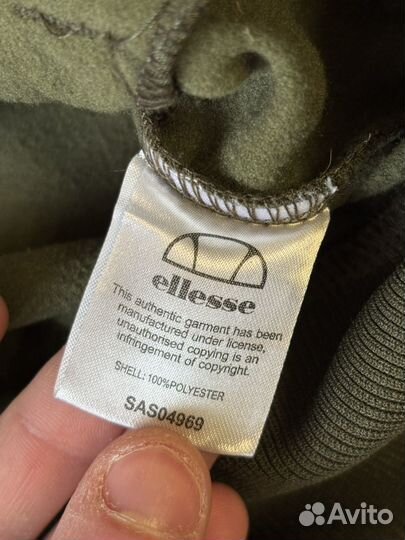 ellesse
This authentic garment has been
manufactured under license,
unauthorised copying is an
infringement of copyright.
SHELL: 100%POLYESTER
SAS04969
Avito